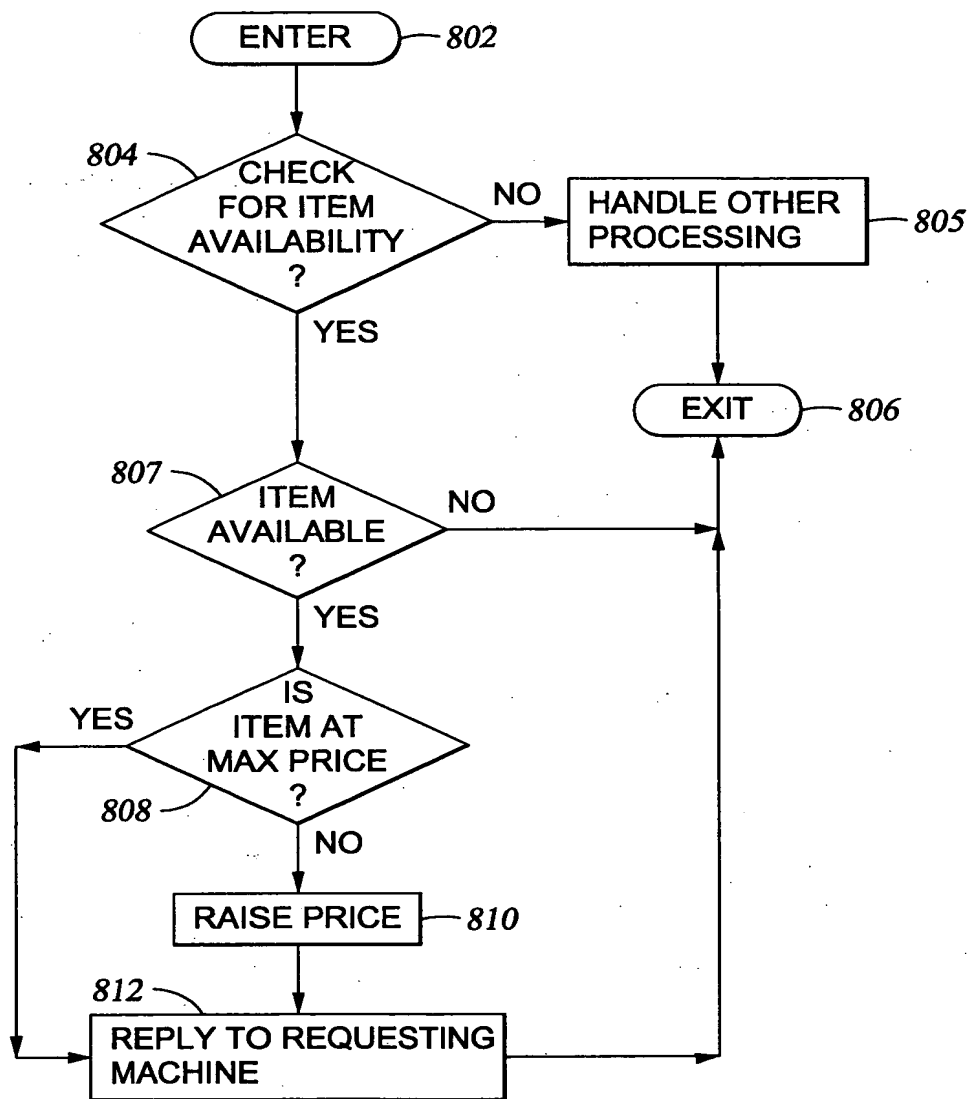 ENTER
802
804
CHECK
FOR ITEM
AVAILABILITY
?
NO
HANDLE OTHER
PROCESSING
805
YES
EXIT
806
807
ITEM
AVAILABLE
?
NO
YES
IS
ITEM AT
MAX PRICE
?
YES
808
NO
RAISE PRICE
810
812
REPLY TO REQUESTING
MACHINE